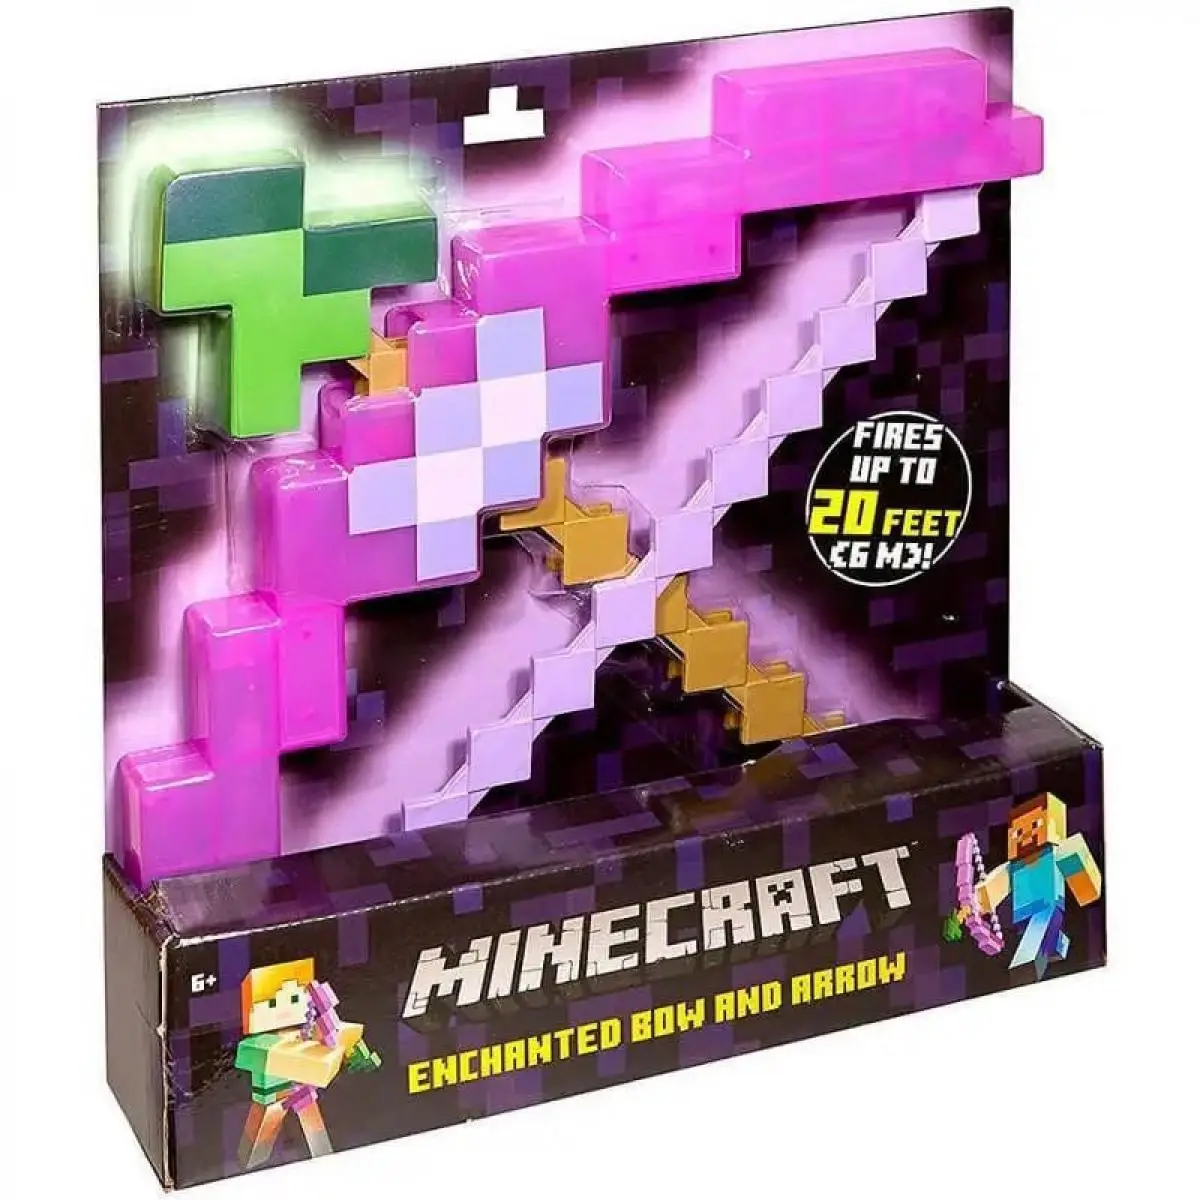 FIRES
UP TO
20 FEET
(6 M)!
6+
MINECRAFT
ENCHANTED BOW AND ARROW